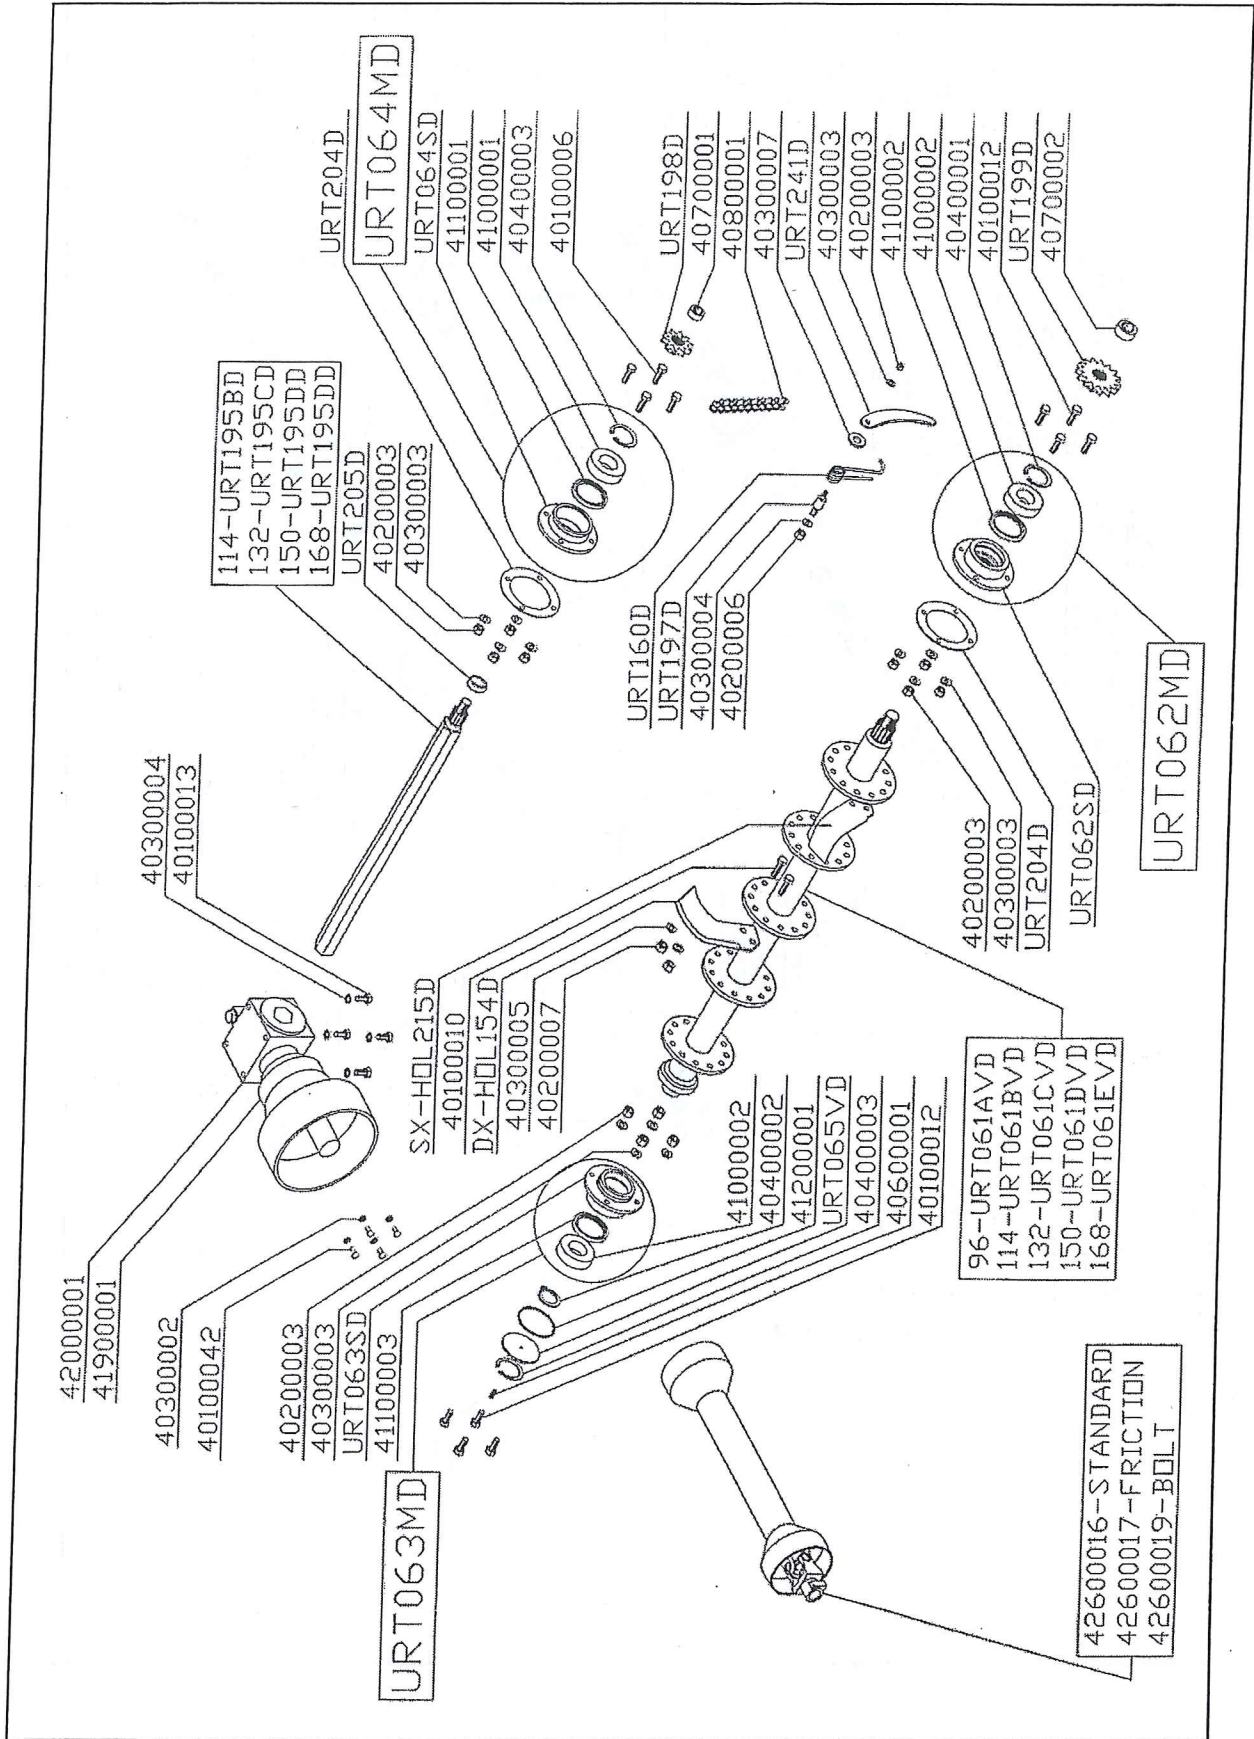 42000001
41900001
40300002
40100042
40200003
40300003
URT063SD
41100003
URT063MD
40300004
40100013
114-URT195BD
132-URT195CD
150-URT195DD
168-URT195DD
URT205D
40200003
40300003
URT204D
URT064MD
URT064SD
41100001
41000001
40400003
40100006
SX-HOL215D
40100010
DX-HOL154D
40300005
40200007
URT160D
URT197D
40300004
40200006
URT198D
40700001
40800001
40300007
URT241D
40300003
40200003
41100002
41000002
40400001
40100012
URT199D
40700002
41000002
40400002
41200001
URT065VD
40400003
40600001
40100012
96-URT061AVD
114-URT061BVD
132-URT061CVD
150-URT061DVD
168-URT061EVD
40200003
40300003
URT204D
URT062SD
URT062MD
42600016-STANDARD
42600017-FRICTION
42600019-BOLT